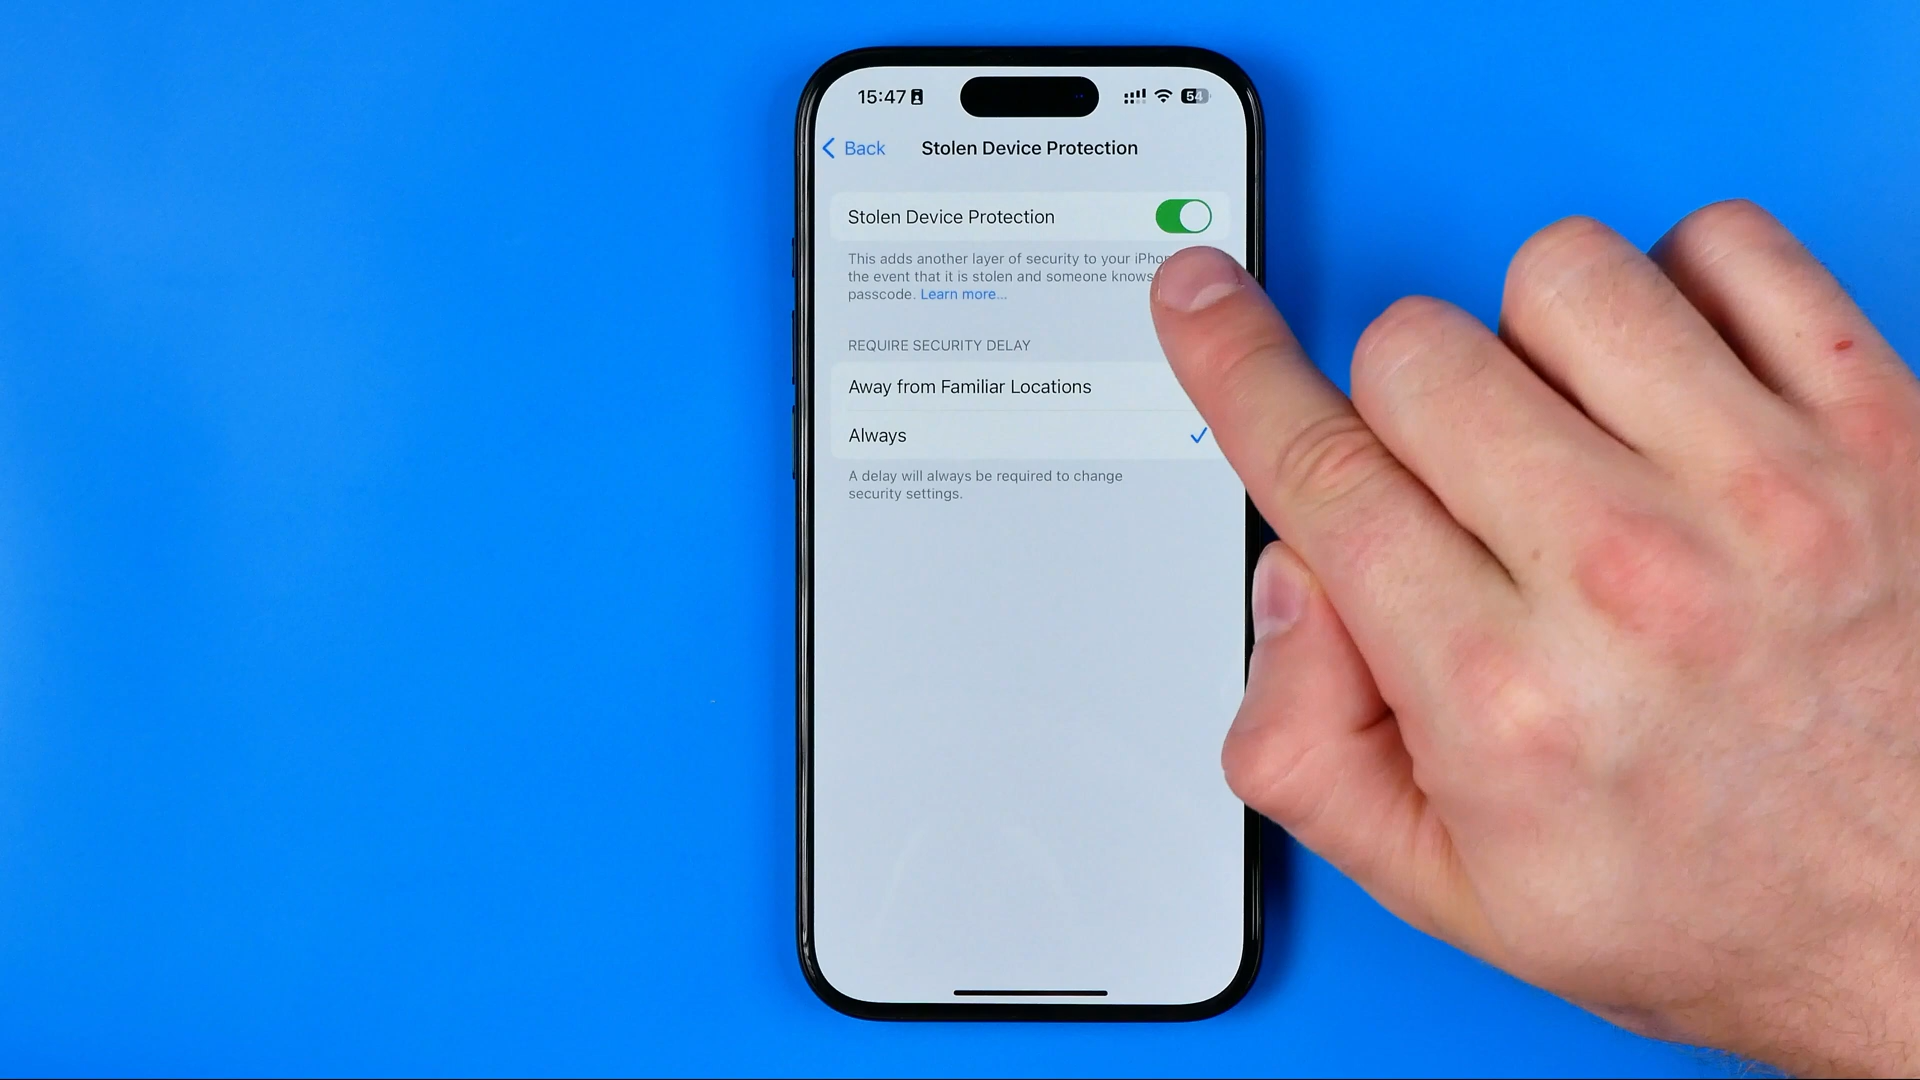 15:47 54
Back Stolen Device Protection
Stolen Device Protection
This adds another layer of security to your
the event that it is stolen and someone knows
passcode. Learn more...
REQUIRE SECURITY DELAY
Away from Familiar Locations
Always
A delay will always be required to change
security settings.